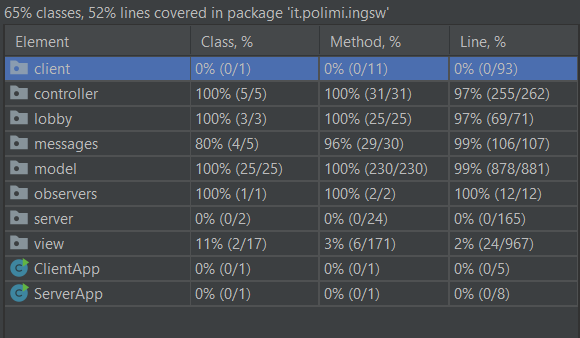 65% classes, 52% lines covered in package 'it.polimi.ingsw'
Element Class, % Method, % Line, %
client 0% (0/1) 0% (0/11) 0% (0/93)
controller 100% (5/5) 100% (31/31) 97% (255/262)
lobby 100% (3/3) 100% (25/25) 97% (69/71)
messages 80% (4/5) 96% (29/30) 99% (106/107)
model 100% (25/25) 100% (230/230) 99% (878/881)
observers 100% (1/1) 100% (2/2) 100% (12/12)
server 0% (0/2) 0% (0/24) 0% (0/165)
view 11% (2/17) 3% (6/171) 2% (24/967)
ClientApp 0% (0/1) 0% (0/1) 0% (0/5)
ServerApp 0% (0/1) 0% (0/1) 0% (0/8)